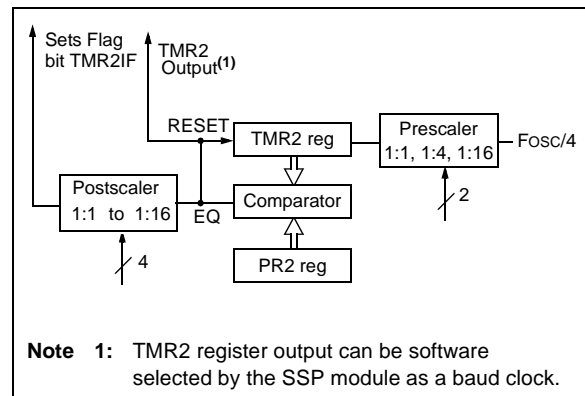 Sets Flag
bit TMR2IF
TMR2
Output(1)
RESET
TMR2 reg
Prescaler
1:1, 1:4, 1:16
FOSC/4
2
Postscaler
1:1 to 1:16
EQ
Comparator
4
PR2 reg
Note 1: TMR2 register output can be software
selected by the SSP module as a baud clock.